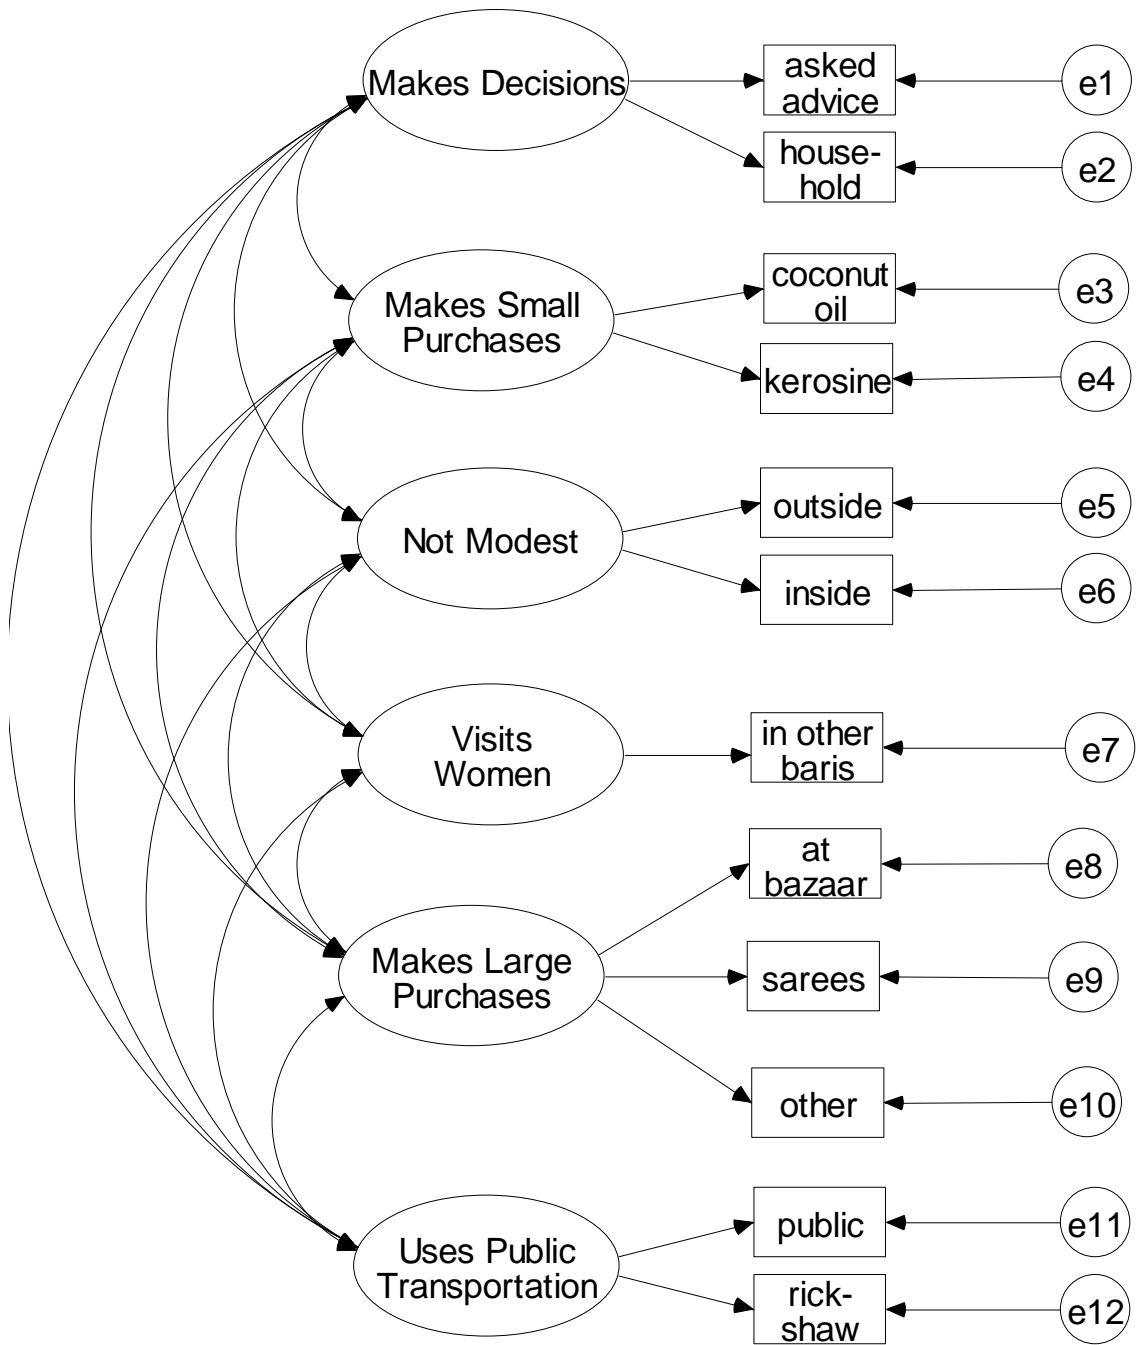 Makes Decisions
asked
advice
e1
house-
hold
e2
Makes Small
Purchases
coconut
oil
e3
kerosine
e4
Not Modest
outside
e5
inside
e6
Visits
Women
in other
baris
e7
at
bazaar
e8
Makes Large
Purchases
sarees
e9
other
e10
Uses Public
Transportation
public
e11
rick-
shaw
e12